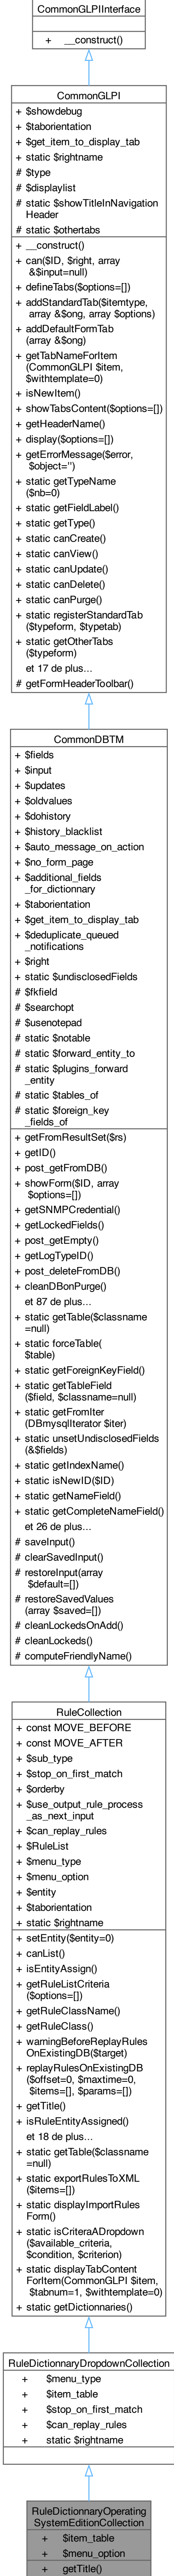 CommonGLPIInterface
+ __construct()
CommonGLPI
+ $showdebug
+ $taborientation
+ $get_item_to_display_tab
+ static $rightname
# $type
# $displaylist
# static $showTitleInNavigation
Header
# static $othertabs
+ __construct()
+ can($ID, $right, array
&$input=null)
+ defineTabs($options=[])
+ addStandardTab($itemtype,
array &$ong, array $options)
+ addDefaultFormTab
(array &$ong)
+ getTabNameForItem
(CommonGLPI $item,
$withtemplate=0)
+ isNewItem()
+ showTabsContent($options=[])
+ getHeaderName()
+ display($options=[])
+ getErrorMessage($error,
$object='')
+ static getTypeName
($nb=0)
+ static getFieldLabel()
+ static getType()
+ static canCreate()
+ static canView()
+ static canUpdate()
+ static canDelete()
+ static canPurge()
+ static registerStandardTab
($typeform, $typetab)
+ static getOtherTabs
($typeform)
et 17 de plus...
# getFormHeaderToolbar()
CommonDBTM
+ $fields
+ $input
+ $updates
+ $oldvalues
+ $dohistory
+ $history_blacklist
+ $auto_message_on_action
+ $no_form_page
+ $additional_fields
_for_dictionnary
+ $taborientation
+ $get_item_to_display_tab
+ $deduplicate_queued
_notifications
+ $right
+ static $undisclosedFields
# $fkfield
# $searchopt
# $usenotepad
# static $notable
# static $forward_entity_to
# static $plugins_forward
_entity
# static $tables_of
# static $foreign_key
_fields_of
+ getFromResultSet($rs)
+ getID()
+ post_getFromDB()
+ showForm($ID, array
$options=[])
+ getSNMPCredential()
+ getLockedFields()
+ post_getEmpty()
+ getLogTypeID()
+ post_deleteFromDB()
+ cleanDBonPurge()
et 87 de plus...
+ static getTable($classname
=null)
+ static forceTable(
$table)
+ static getForeignKeyField()
+ static getTableField
($field, $classname=null)
+ static getFromIter
(DBmysqlIterator $iter)
+ static unsetUndisclosedFields
(&$fields)
+ static getIndexName()
+ static isNewID($ID)
+ static getNameField()
+ static getCompleteNameField()
et 26 de plus...
# saveInput()
# clearSavedInput()
# restoreInput(array
$default=[])
# restoreSavedValues
(array $saved=[])
# cleanLockedsOnAdd()
# cleanLockeds()
# computeFriendlyName()
RuleCollection
+ const MOVE_BEFORE
+ const MOVE_AFTER
+ $sub_type
+ $stop_on_first_match
+ $orderby
+ $use_output_rule_process
_as_next_input
+ $can_replay_rules
+ $RuleList
+ $menu_type
+ $menu_option
+ $entity
+ $taborientation
+ static $rightname
+ setEntity($entity=0)
+ canList()
+ isEntityAssign()
+ getRuleListCriteria
($options=[])
+ getRuleClassName()
+ getRuleClass()
+ warningBeforeReplayRules
OnExistingDB($target)
+ replayRulesOnExistingDB
($offset=0, $maxtime=0,
$items=[], $params=[])
+ getTitle()
+ isRuleEntityAssigned()
et 18 de plus...
+ static getTable($classname
=null)
+ static exportRulesToXML
($items=[])
+ static displayImportRules
Form()
+ static isCriteraADropdown
($available_criteria,
$condition, $criterion)
+ static displayTabContent
ForItem(CommonGLPI $item,
$tabnum=1, $withtemplate=0)
+ static getDictionnaries()
RuleDictionnaryDropdownCollection
+ $menu_type
+ $item_table
+ $stop_on_first_match
+ $can_replay_rules
+ static $rightname
RuleDictionnaryOperating
SystemEditionCollection
+ $item_table
+ $menu_option
+ getTitle()